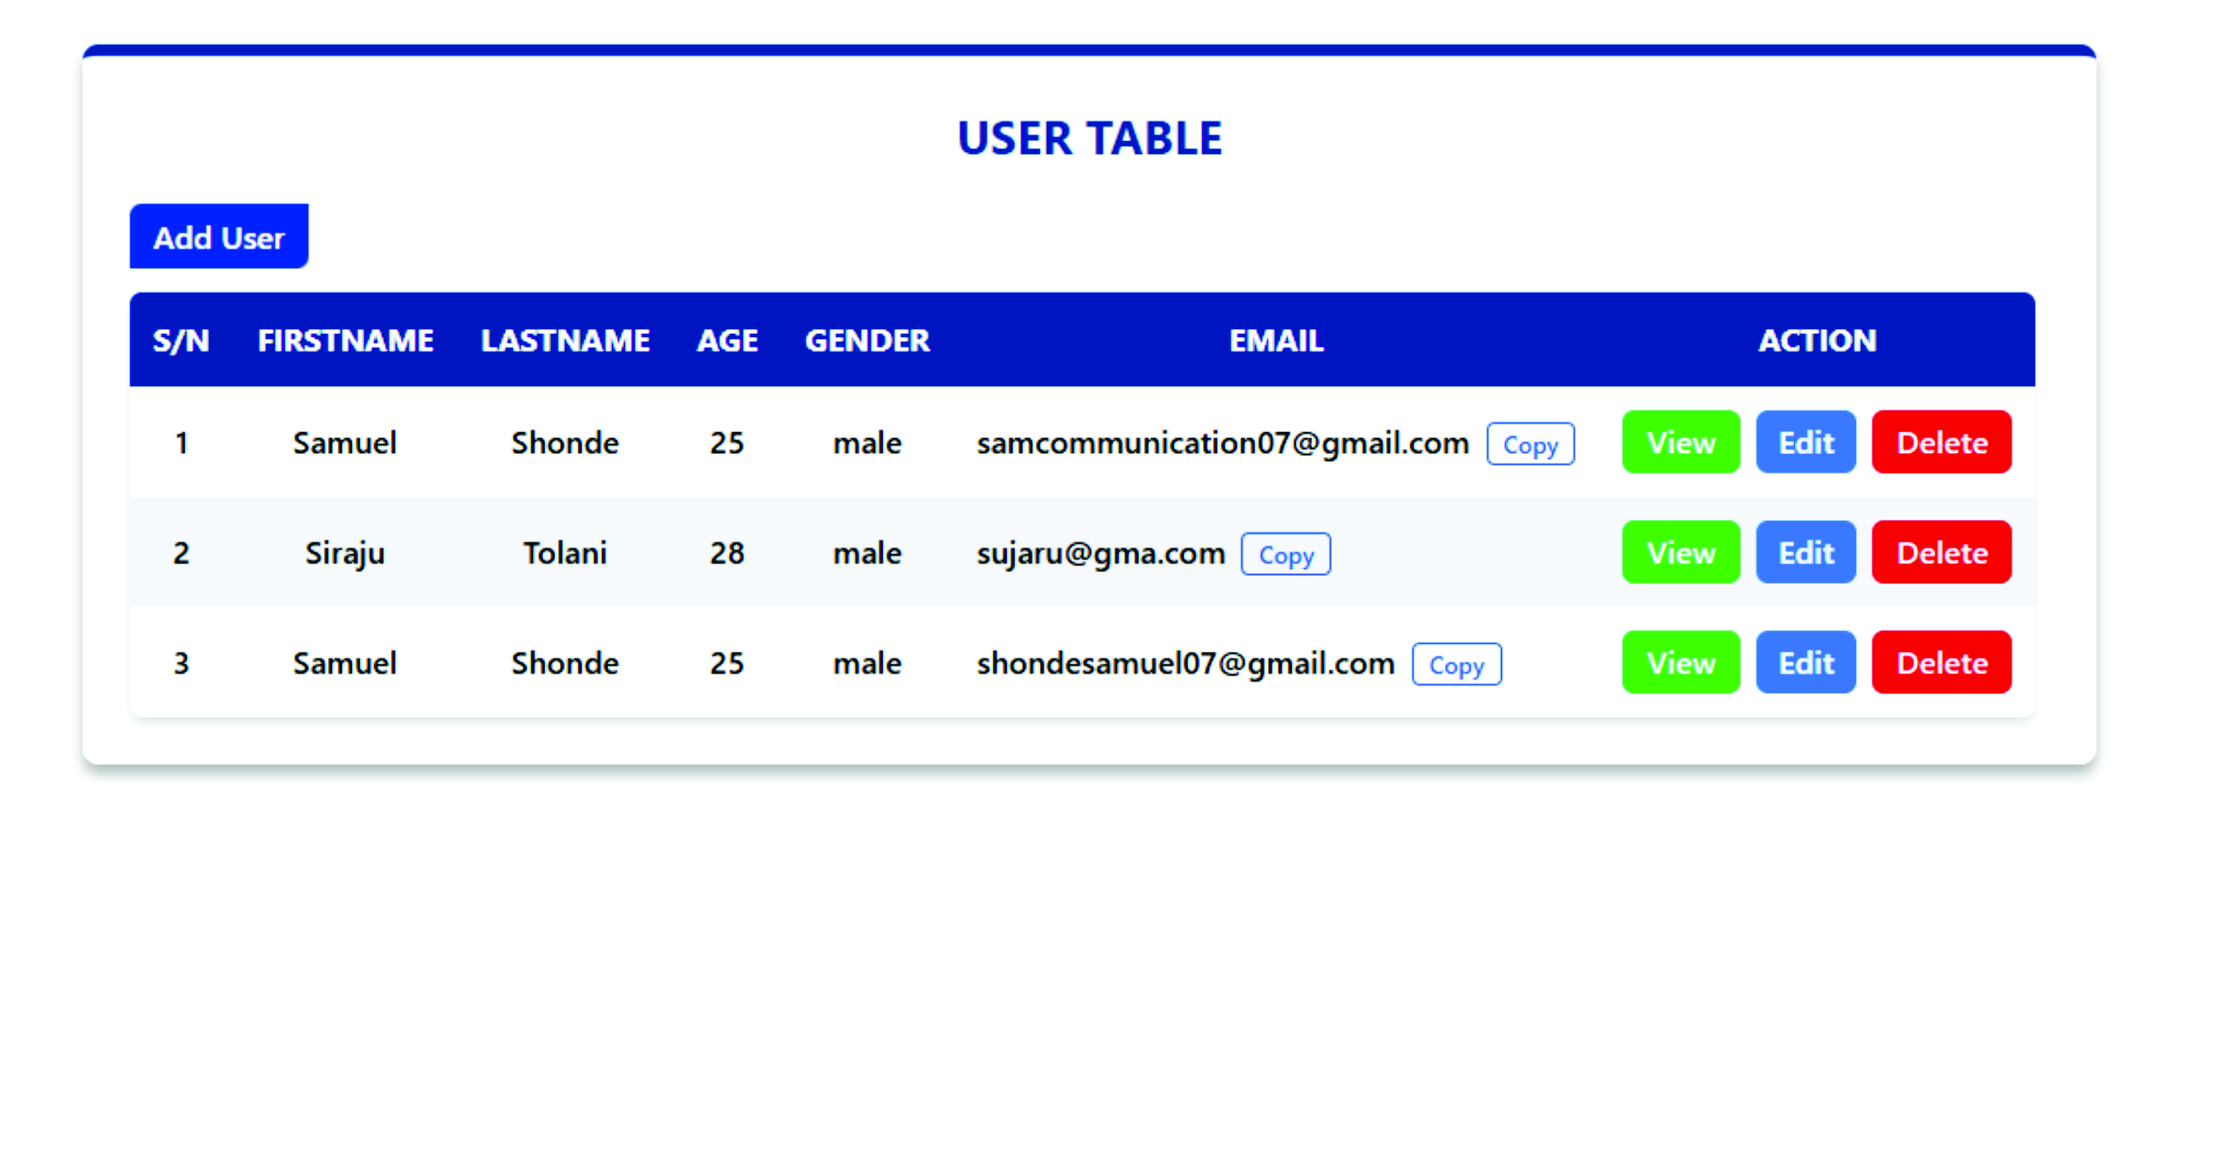 USER TABLE
Add User
S/N FIRSTNAME LASTNAME AGE GENDER EMAIL ACTION
1 Samuel Shonde 25 male samcommunication07@gmail.com Copy View Edit Delete
2 Siraju Tolani 28 male sujaru@gma.com Copy View Edit Delete
3 Samuel Shonde 25 male shondesamuel07@gmail.com Copy View Edit Delete